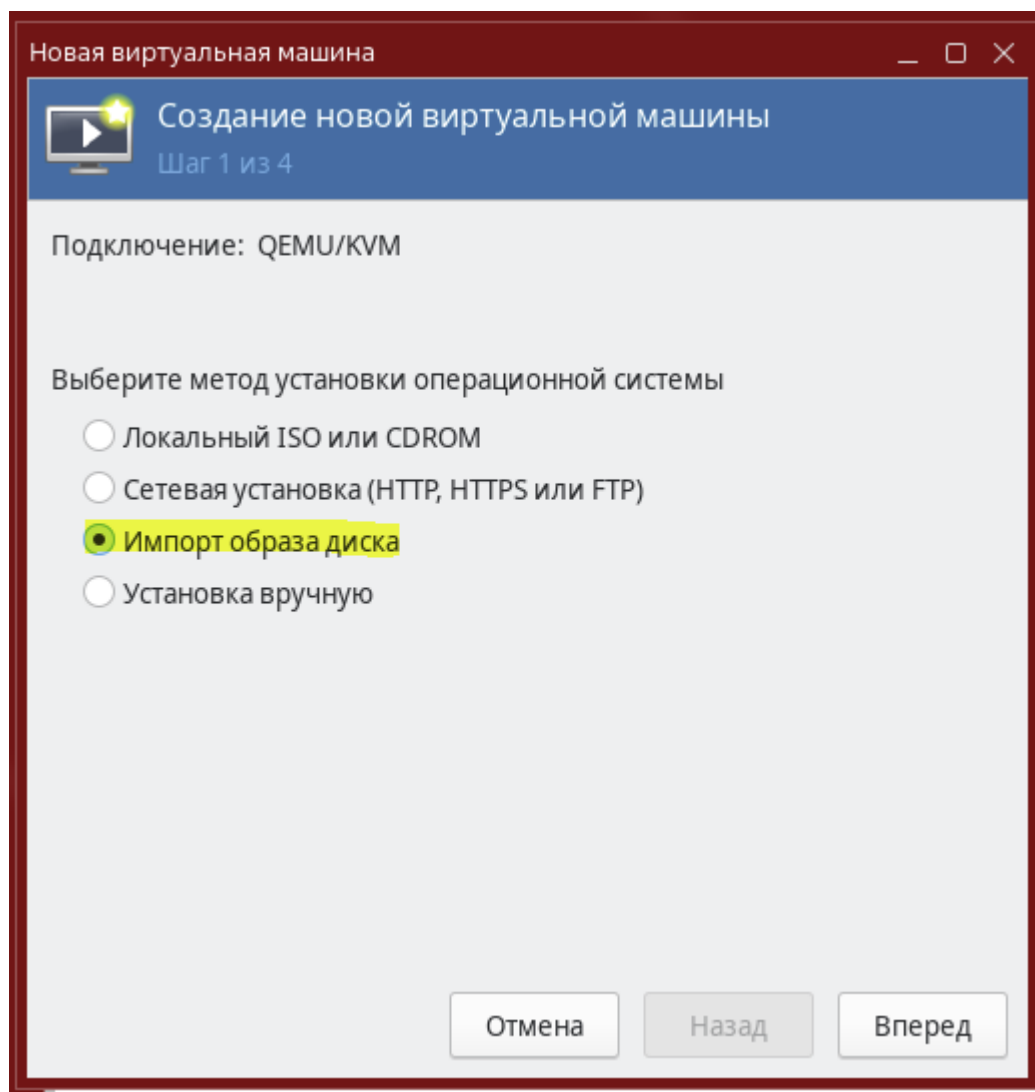 Новая виртуальная машина
Создание новой виртуальной машины
Шаг 1 из 4
Подключение: QEMU/KVM
Выберите метод установки операционной системы
Локальный ISO или CDROM
Сетевая установка (HTTP, HTTPS или FTP)
Импорт образа диска
Установка вручную
Отмена Назад Вперед